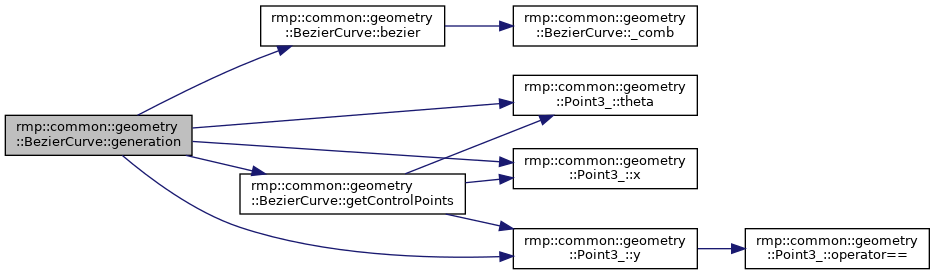 rmp::common::geometry
::BezierCurve::generation
rmp::common::geometry
::BezierCurve::bezier
rmp::common::geometry
::BezierCurve::_comb
rmp::common::geometry
::Point3_::theta
rmp::common::geometry
::Point3_::x
rmp::common::geometry
::BezierCurve::getControlPoints
rmp::common::geometry
::Point3_::y
rmp::common::geometry
::Point3_::operator==